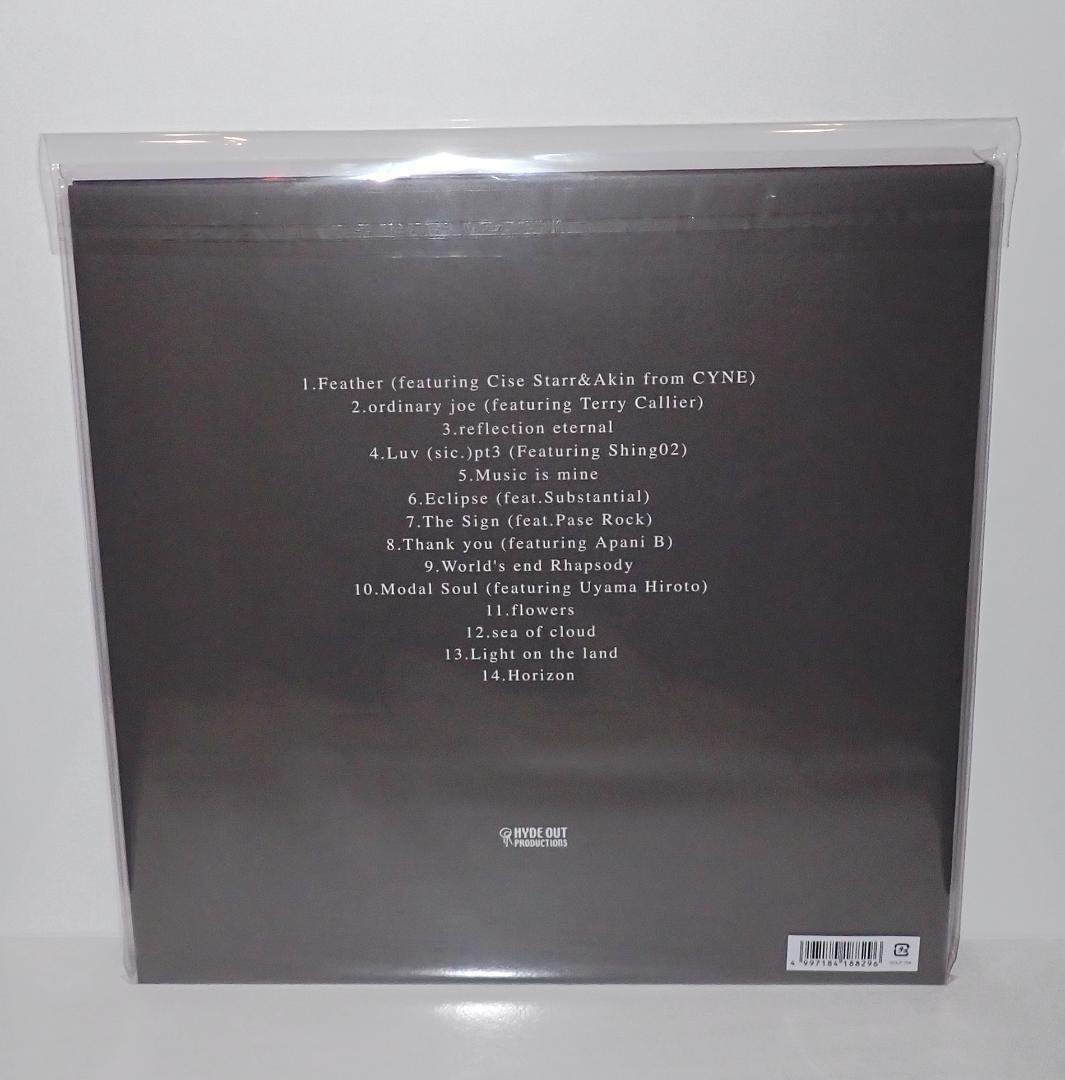 1.Feather (featuring Cise Starr&Akin from CYNE)
2.ordinary joe (featuring Terry Callier)
3.reflection eternal
4.Luv (sic.)pt3 (Featuring Shing02)
5.Music is mine
6.Eclipse (feat.Substantial)
7.The Sign (feat.Pase Rock)
8.Thank you (featuring Apani B)
9.World's end Rhapsody
10.Modal Soul (featuring Uyama Hiroto)
11.flowers
12.sea of cloud
13.Light on the land
14.Horizon
HYDE OUT
PRODUCTIONS
4 997184 188296